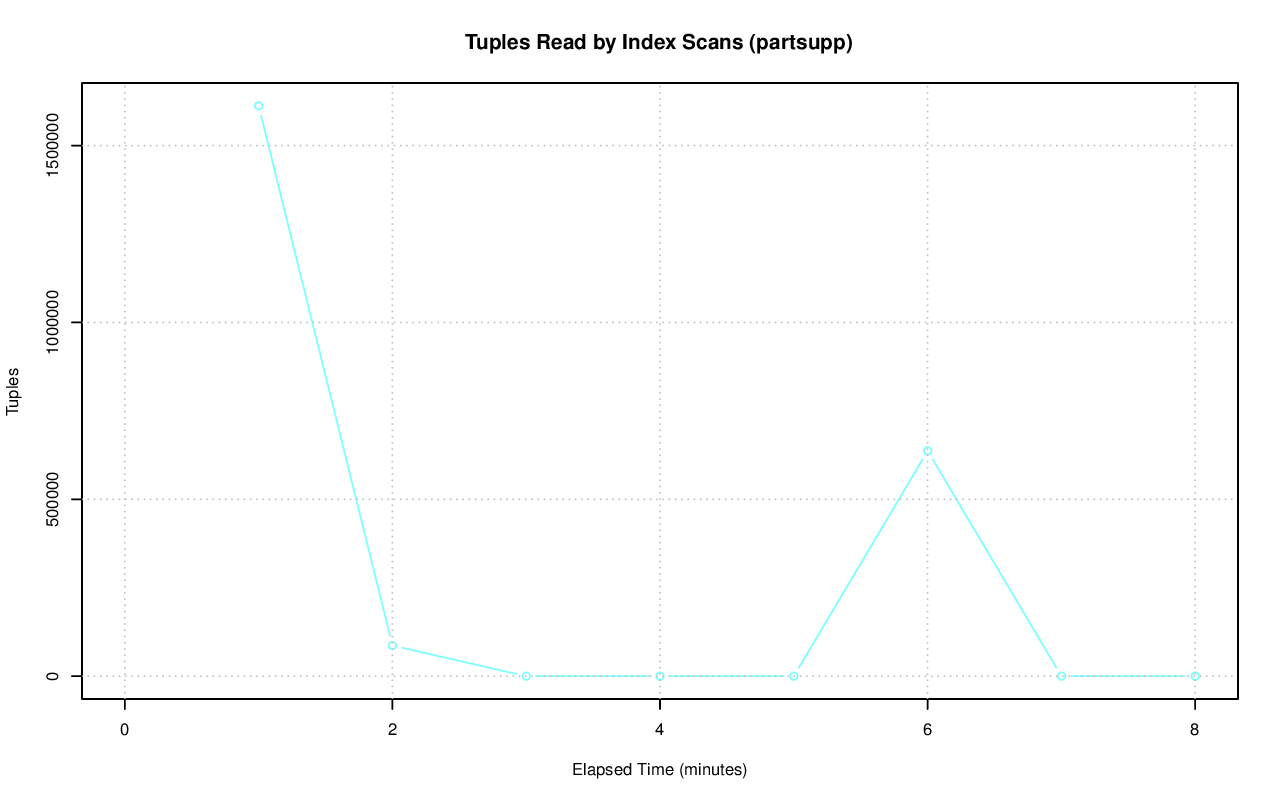 Tuples Read by Index Scans (partsupp)
Tuples
1500000
1000000
500000
0
0 2 4 6 8
Elapsed Time (minutes)